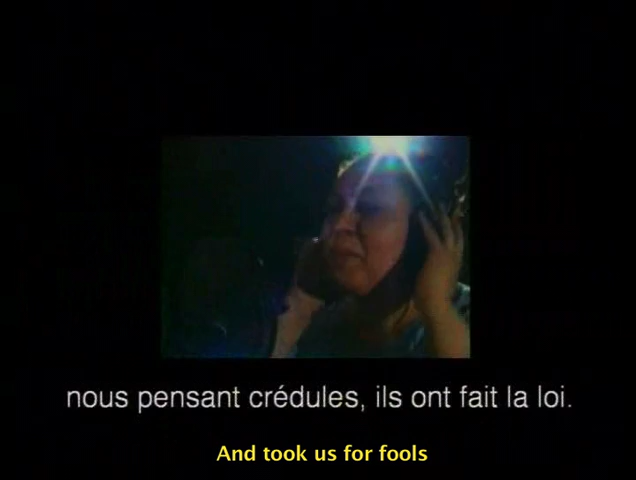 nous pensant crédules, ils ont fait la loi.
And took us for fools